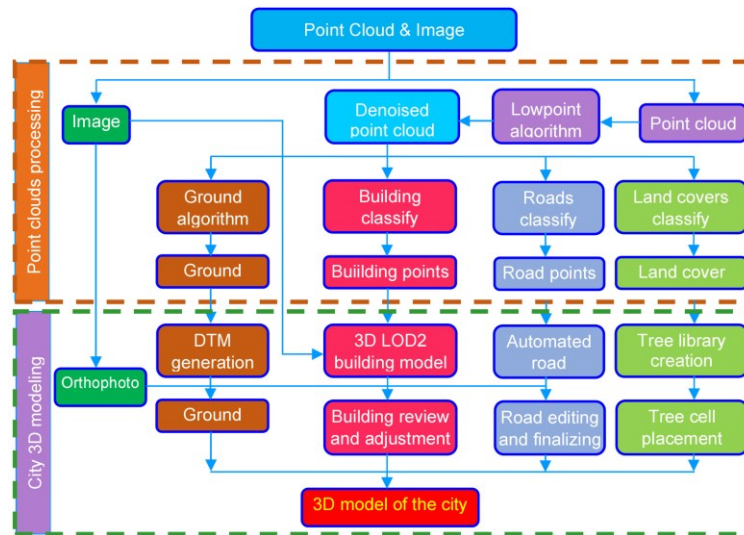 Point Cloud & Image
Point clouds processing
Image
Denoised
point cloud
Lowpoint
algorithm
Point cloud
Ground
algorithm
Building
classify
Roads
classify
Land covers
classify
Ground
Buiilding points
Road points
Land cover
City 3D modeling
DTM
generation
3D LOD2
building model
Automated
road
Tree library
creation
Orthophoto
Ground
Building review
and adjustment
Road editing
and finalizing
Tree cell
placement
3D model of the city